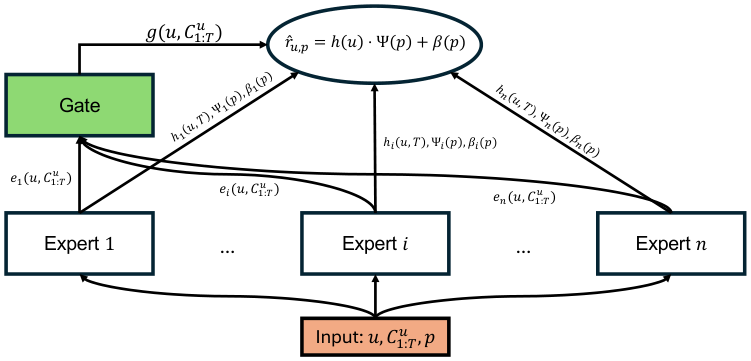 g(u, C^u_{1:T})
r̂_{u,p} = h(u) · Ψ(p) + β(p)
Gate
h_1(u, T), Ψ_1(p), β_1(p)
h_i(u, T), Ψ_i(p), β_i(p)
h_n(u, T), Ψ_n(p), β_n(p)
e_1(u, C^u_{1:T})
e_i(u, C^u_{1:T})
e_n(u, C^u_{1:T})
Expert 1
...
Expert i
...
Expert n
Input: u, C^u_{1:T}, p